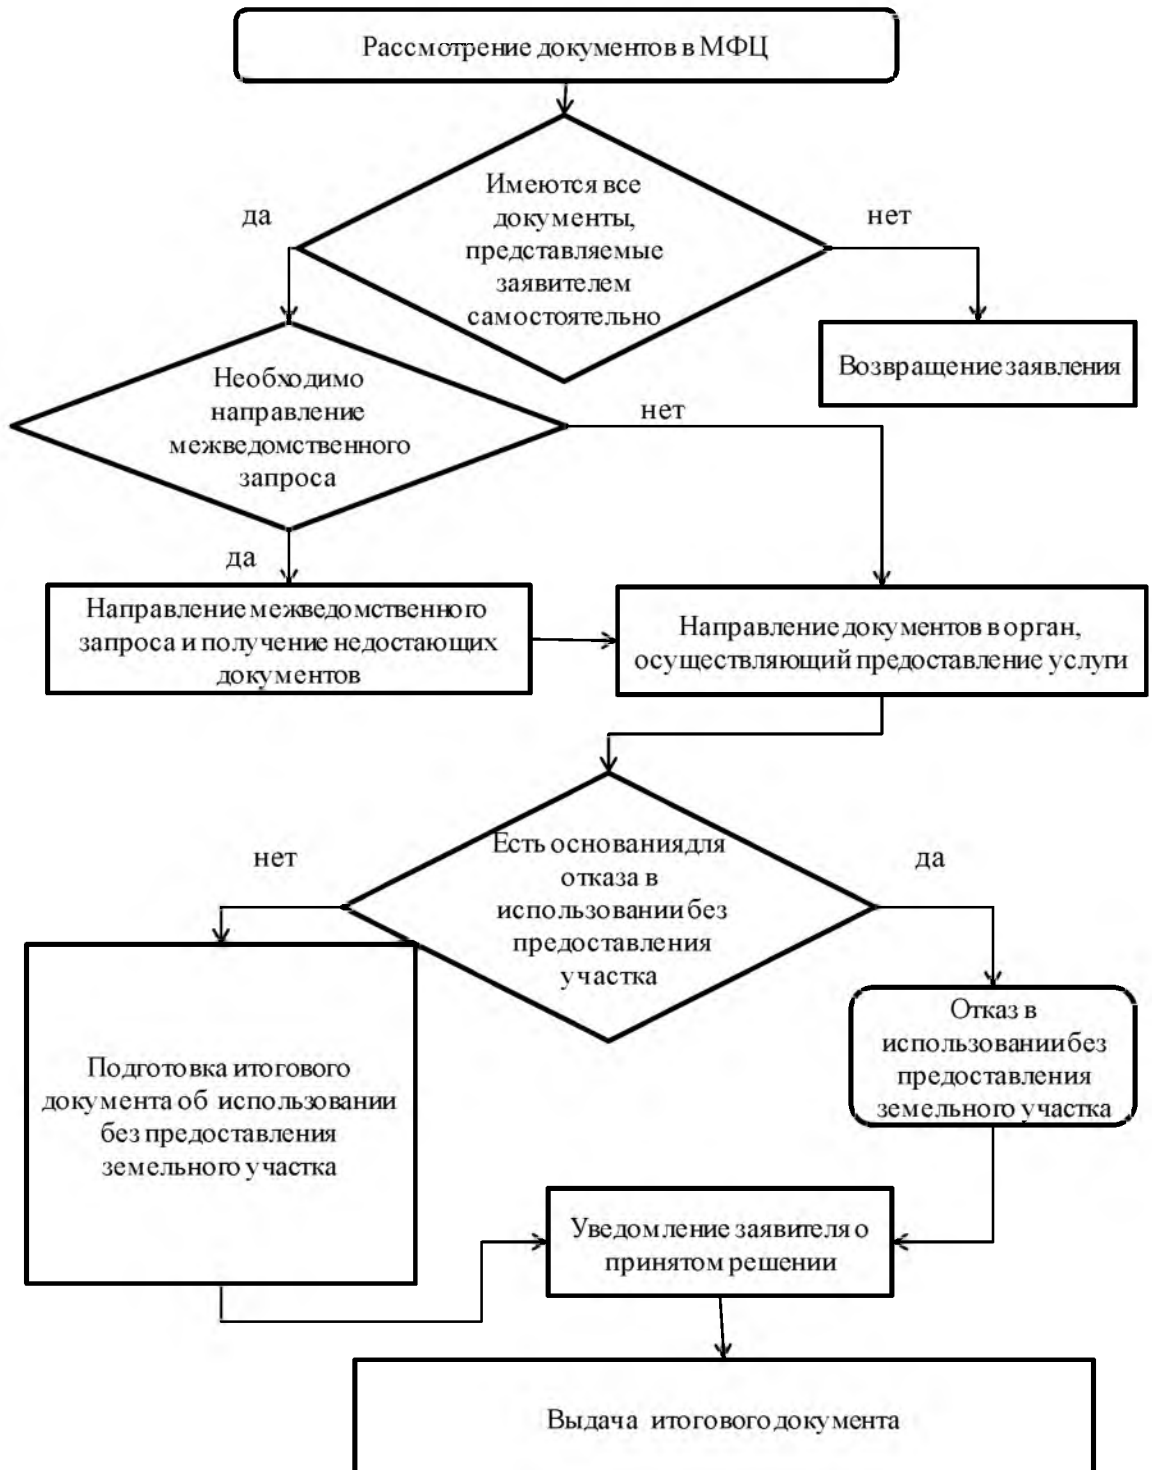 Рассмотрение документов в МФЦ
Имеются все
документы,
представляемые
заявителем
самостоятельно
да
нет
Возвращение заявления
Необходимо
направление
межведомственного
запроса
нет
да
Направление межведомственного
запроса и получение недостающих
документов
Направление документов в орган,
осуществляющий предоставление услуги
Есть основания для
отказа в
использовании без
предоставления
участка
нет
да
Отказ в
использовании без
предоставления
земельного участка
Подготовка итогового
документа об использовании
без предоставления
земельного участка
Уведомление заявителя о
принятом решении
Выдача итогового документа